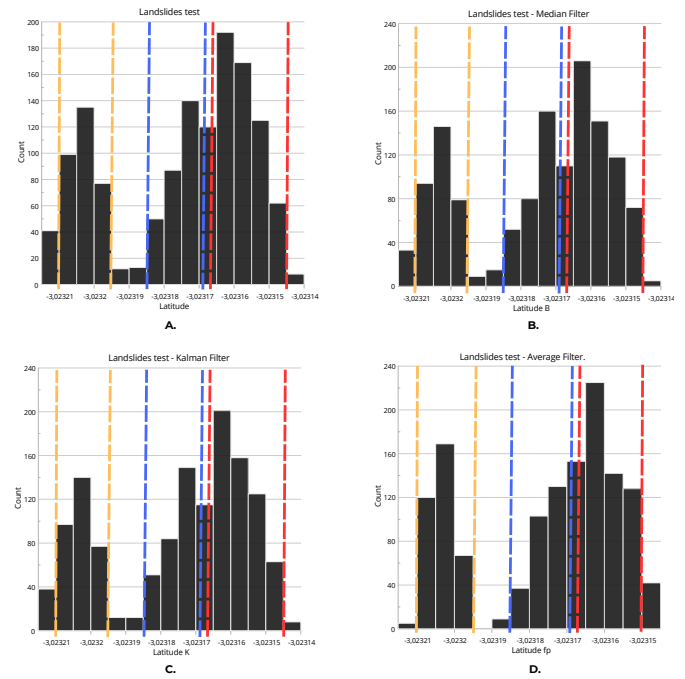 Landslides test
200
180
160
140
120
100
80
60
40
20
0
Count
-3,02321 -3,0232 -3,02319 -3,02318 -3,02317 -3,02316 -3,02315 -3,02314
Latitude
A.
Landslides test - Median Filter
240
200
160
120
80
40
0
Count
-3,02321 -3,0232 -3,02319 -3,02318 -3,02317 -3,02316 -3,02315 -3,02314
Latitude B
B.
Landslides test - Kalman Filter
240
200
160
120
80
40
0
Count
-3,02321 -3,0232 -3,02319 -3,02318 -3,02317 -3,02316 -3,02315 -3,02314
Latitude K
C.
Landslides test - Average Filter.
240
200
160
120
80
40
0
Count
-3,02321 -3,0232 -3,02319 -3,02318 -3,02317 -3,02316 -3,02315
Latitude fp
D.